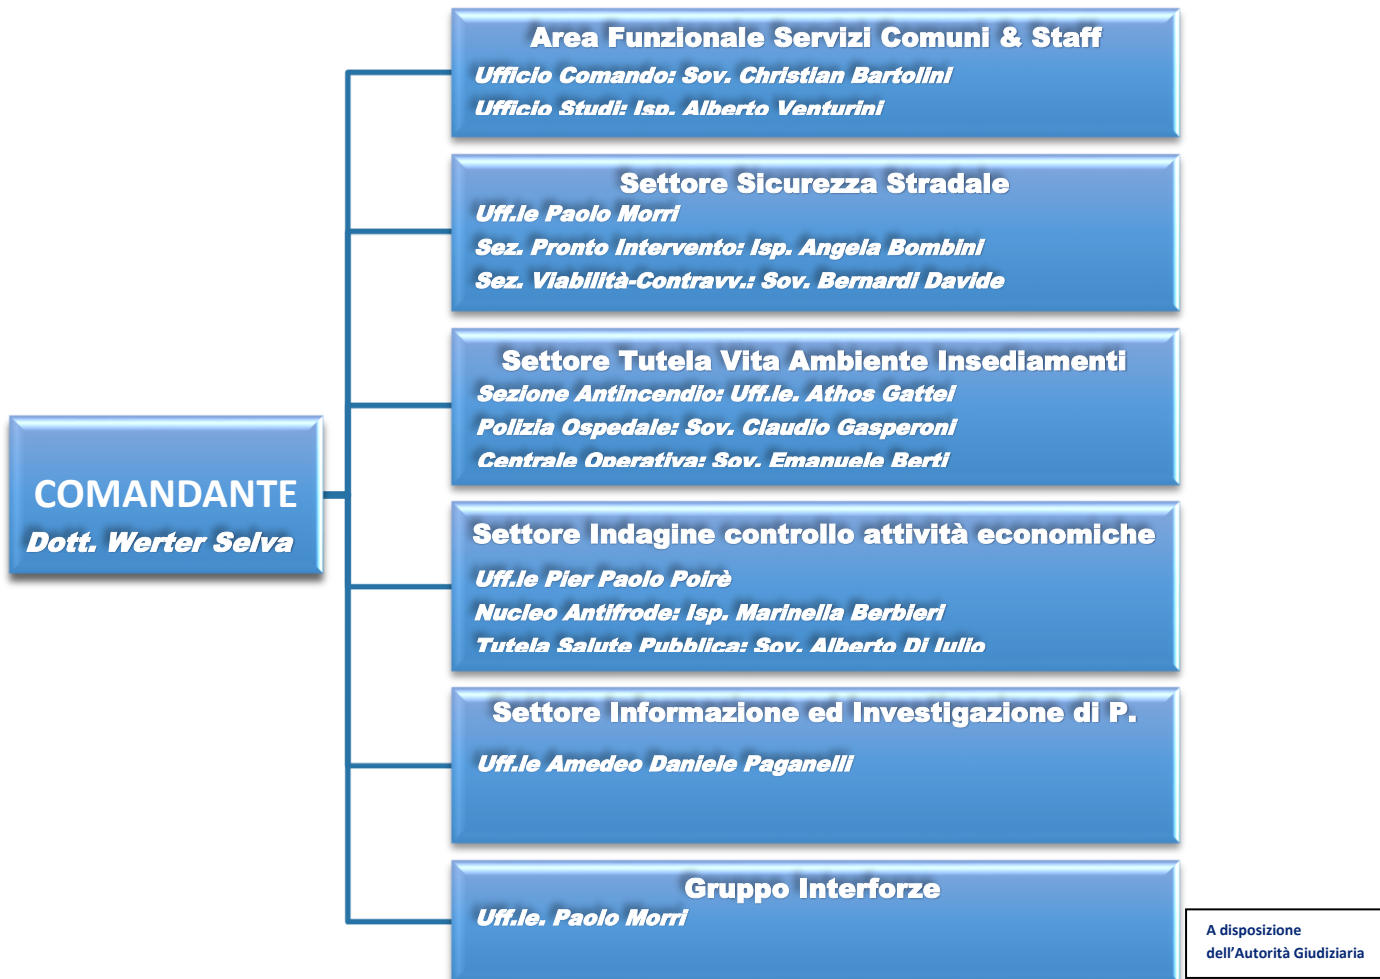 Area Funzionale Servizi Comuni & Staff
Ufficio Comando: Sov. Christian Bartolini
Ufficio Studi: Isp. Alberto Venturini
Settore Sicurezza Stradale
Uff.le Paolo Morri
Sez. Pronto Intervento: Isp. Angela Bombini
Sez. Viabilità-Contravv.: Sov. Bernardi Davide
Settore Tutela Vita Ambiente Insediamenti
Sezione Antincendio: Uff.le. Athos Gattei
Polizia Ospedale: Sov. Claudio Gasperoni
Centrale Operativa: Sov. Emanuele Berti
COMANDANTE
Dott. Werter Selva
Settore Indagine controllo attività economiche
Uff.le Pier Paolo Poirè
Nucleo Antifrode: Isp. Marinella Berbieri
Tutela Salute Pubblica: Sov. Alberto Di Iulio
Settore Informazione ed Investigazione di P.
Uff.le Amedeo Daniele Paganelli
Gruppo Interforze
Uff.le. Paolo Morri
A disposizione
dell'Autorità Giudiziaria